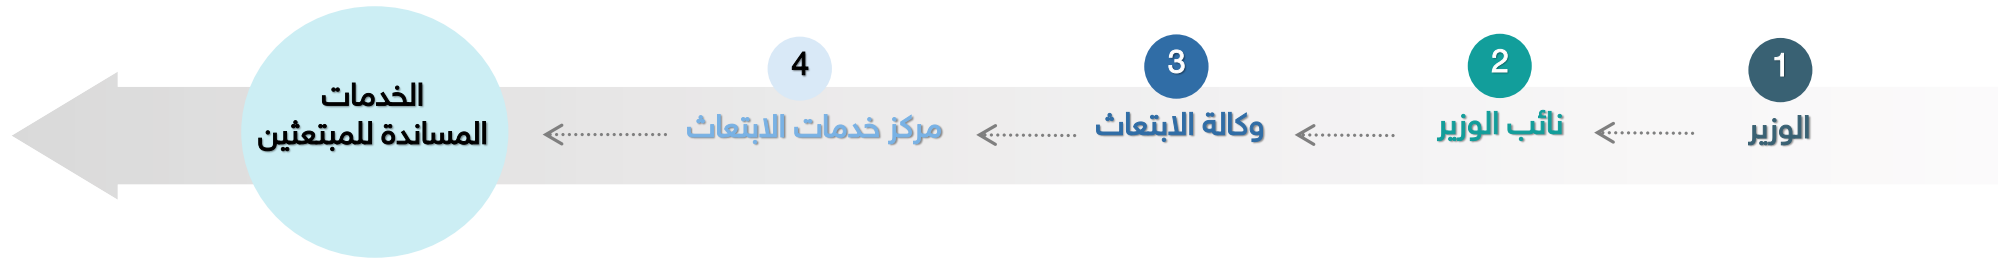 1
الوزير
2
نائب الوزير
3
وكالة الابتعاث
4
مركز خدمات الابتعاث
الخدمات
المساندة للمبتعثين